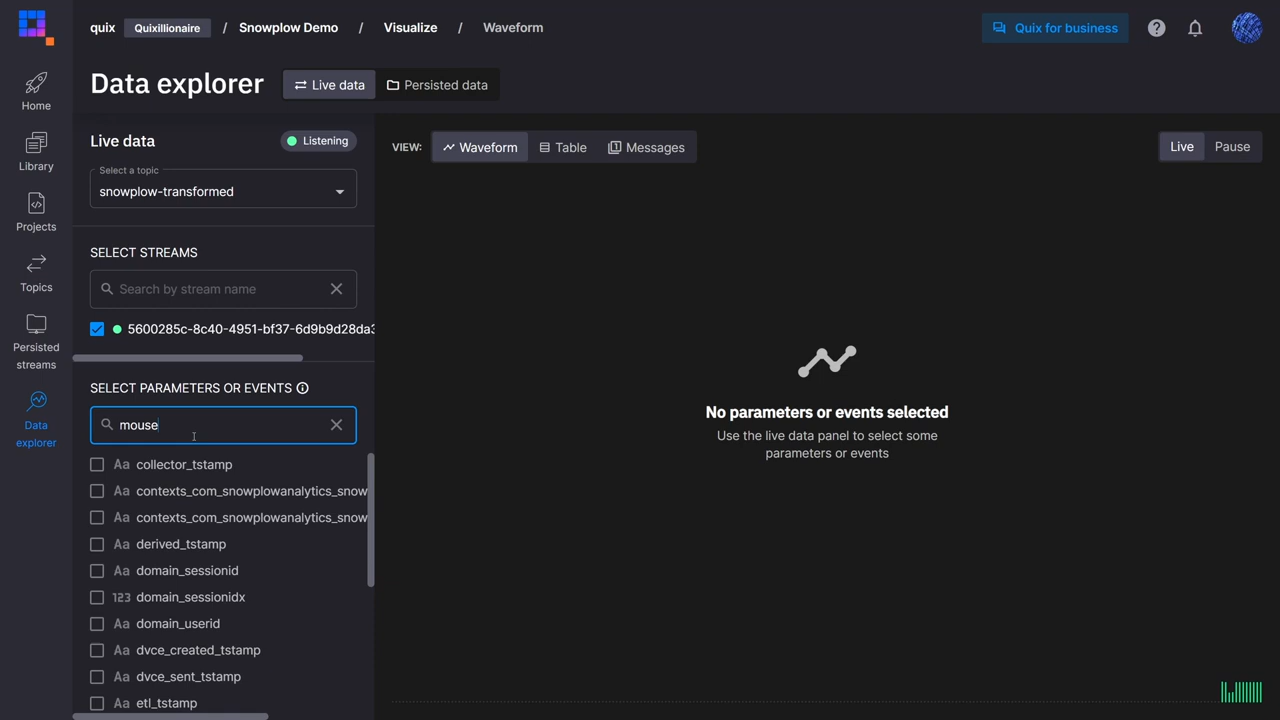 quix Quixillionaire / Snowplow Demo / Visualize / Waveform
Quix for business
Data explorer
Live data
Persisted data
Home
Library
Projects
Topics
Persisted
streams
Data
explorer
Live data
Listening
Select a topic
snowplow-transformed
SELECT STREAMS
Search by stream name
5600285c-8c40-4951-bf37-6d9b9d28da3
SELECT PARAMETERS OR EVENTS
mouse
Aa collector_tstamp
Aa contexts_com_snowplowanalytics_snow
Aa contexts_com_snowplowanalytics_snow
Aa derived_tstamp
Aa domain_sessionid
123 domain_sessionidx
Aa domain_userid
Aa dvce_created_tstamp
Aa dvce_sent_tstamp
Aa etl_tstamp
VIEW: Waveform Table Messages
Live Pause
No parameters or events selected
Use the live data panel to select some
parameters or events